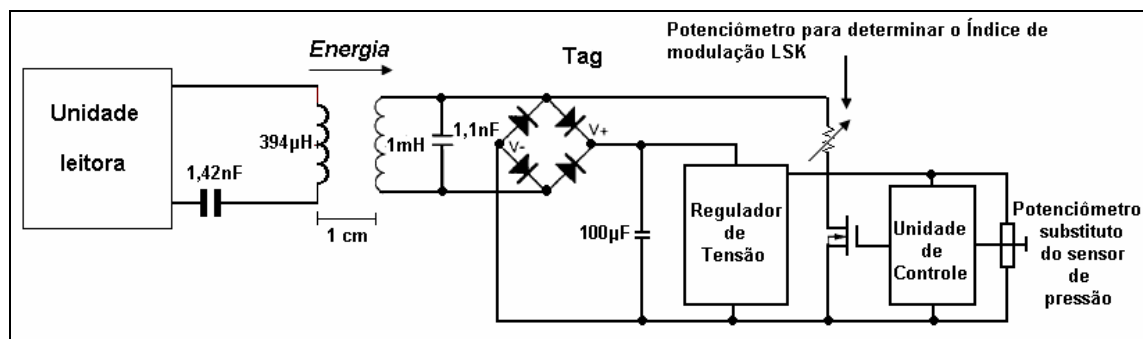 Potenciômetro para determinar o Índice de
modulação LSK
Energia
Tag
Unidade
leitora
394µH
1mH
1,1nF
V+
V-
1,42nF
1 cm
100µF
Regulador
de
Tensão
Unidade
de
Controle
Potenciômetro
substituto
do sensor
de
pressão